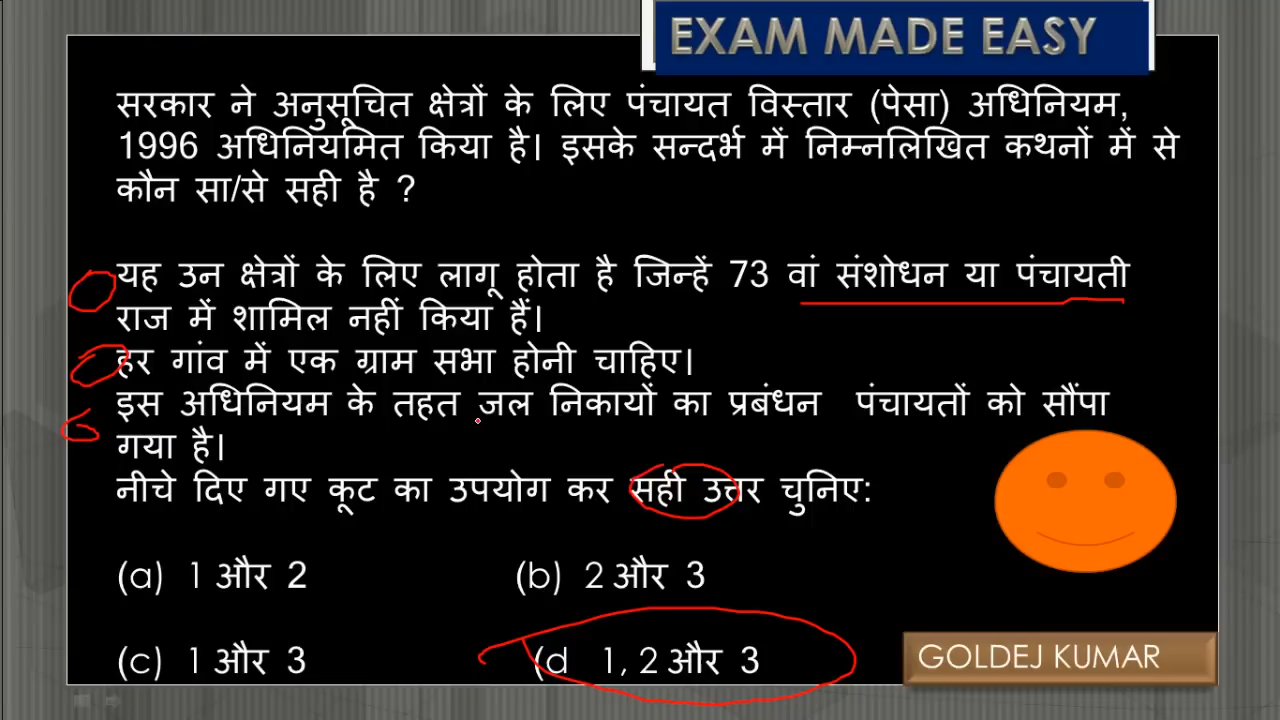 EXAM MADE EASY
सरकार ने अनुसूचित क्षेत्रों के लिए पंचायत विस्तार (पेसा) अधिनियम,
1996 अधिनियमित किया है। इसके सन्दर्भ में निम्नलिखित कथनों में से
कौन सा/से सही है ?
यह उन क्षेत्रों के लिए लागू होता है जिन्हें 73 वां संशोधन या पंचायती
राज में शामिल नहीं किया हैं।
हर गांव में एक ग्राम सभा होनी चाहिए।
इस अधिनियम के तहत जल निकायों का प्रबंधन पंचायतों को सौंपा
गया है।
नीचे दिए गए कूट का उपयोग कर सही उत्तर चुनिए:
(a) 1 और 2 (b) 2 और 3
(c) 1 और 3 (d 1, 2 और 3
GOLDEJ KUMAR